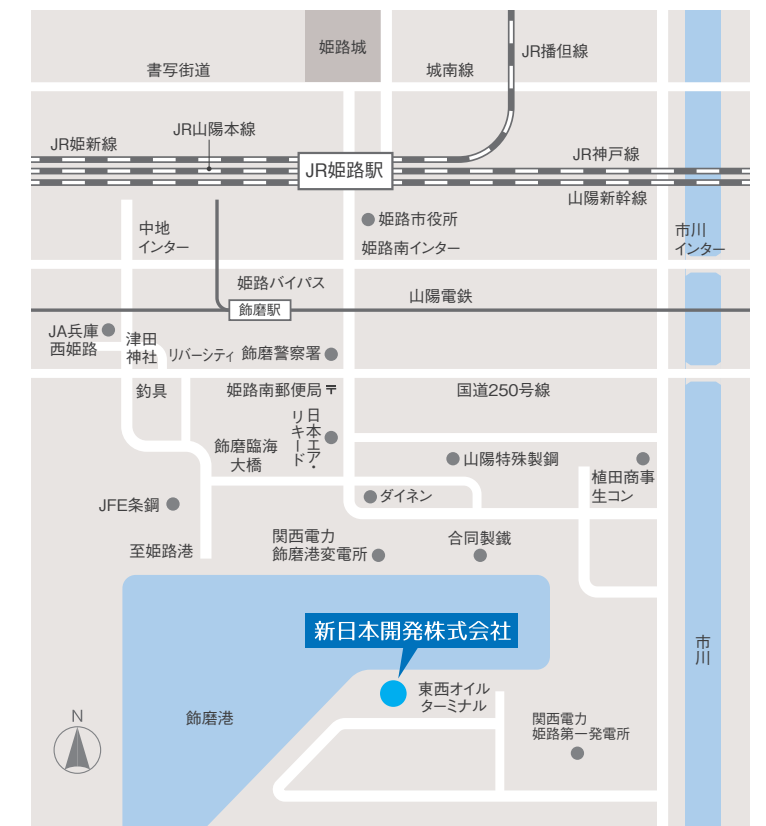 姫路城
JR播但線
書写街道
城南線
JR山陽本線
JR姫新線
JR姫路駅
JR神戸線
山陽新幹線
姫路市役所
中地
インター
姫路南インター
市川
インター
姫路バイパス
山陽電鉄
飾磨駅
JA兵庫
西姫路
津田
神社
リバーシティ
飾磨警察署
釣具
姫路南郵便局〒
国道250号線
日本エア・
リキード
飾磨臨海
大橋
山陽特殊製鋼
植田商事
生コン
JFE条鋼
ダイネン
至姫路港
関西電力
飾磨港変電所
合同製鐵
新日本開発株式会社
市川
東西オイル
ターミナル
飾磨港
N
関西電力
姫路第一発電所